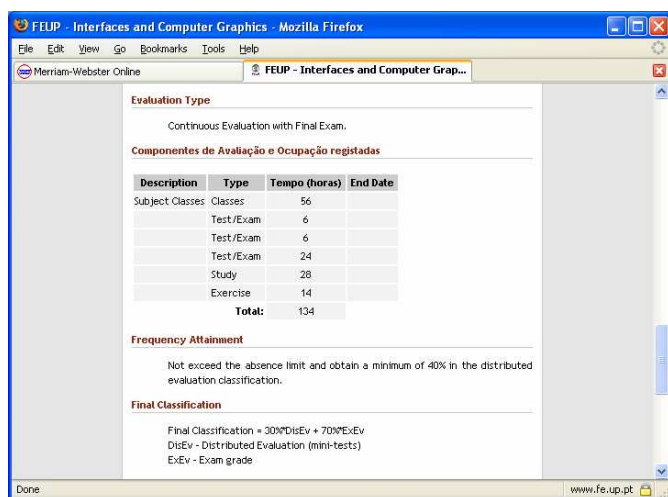 FEUP - Interfaces and Computer Graphics - Mozilla Firefox
File Edit View Go Bookmarks Tools Help
Merriam-Webster Online FEUP - Interfaces and Computer Grap...
Evaluation Type
Continuous Evaluation with Final Exam.
Componentes de Avaliação e Ocupação registadas
Description Type Tempo (horas) End Date
Subject Classes Classes 56
Test/Exam 6
Test/Exam 6
Test/Exam 24
Study 28
Exercise 14
Total: 134
Frequency Attainment
Not exceed the absence limit and obtain a minimum of 40% in the distributed
evaluation classification.
Final Classification
Final Classification = 30%*DisEv + 70%*ExEv
DisEv - Distributed Evaluation (mini-tests)
ExEv - Exam grade
Done www.fe.up.pt